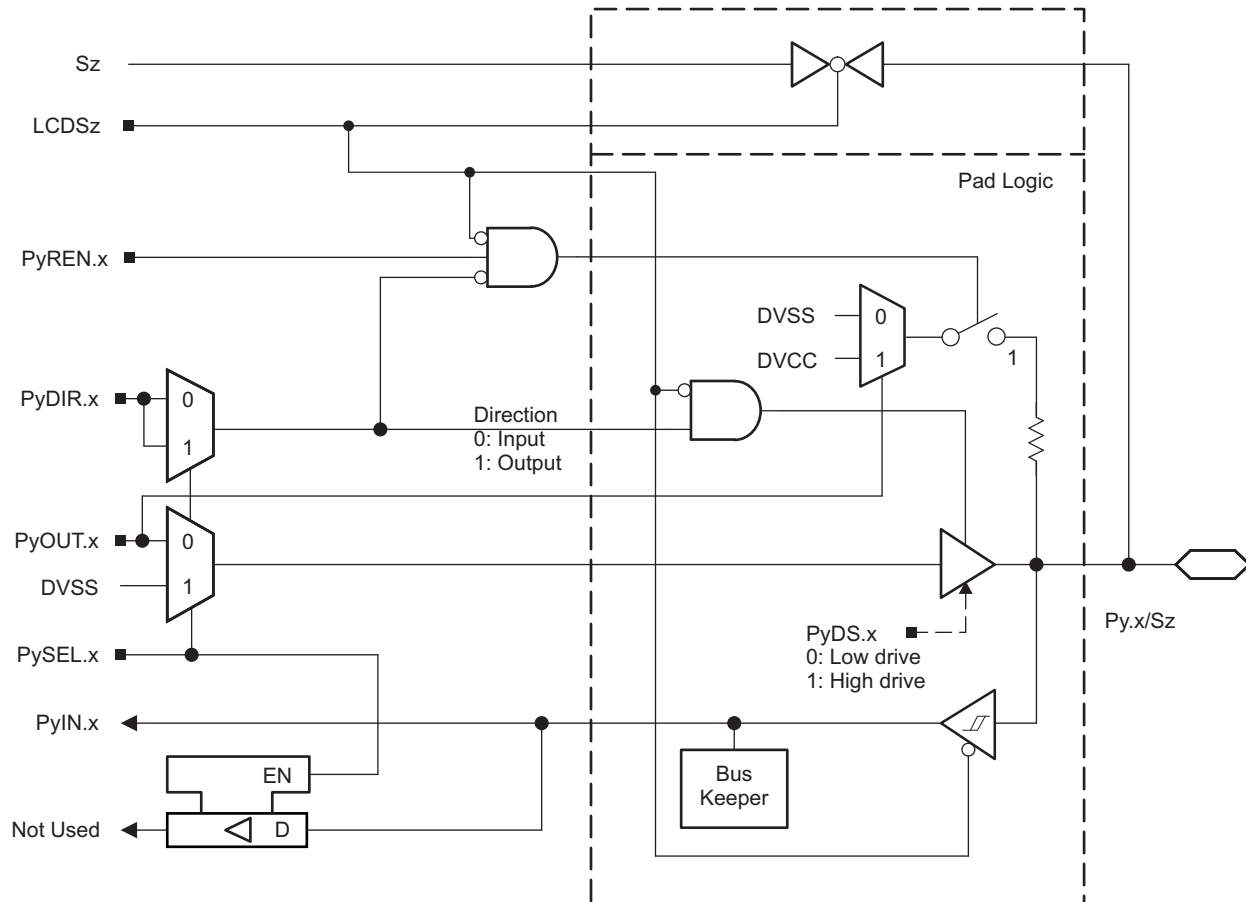 Sz
LCDSz
Pad Logic
PyREN.x
DVSS
0
DVCC
1
1
PyDIR.x
0
1
Direction
0: Input
1: Output
PyOUT.x
0
DVSS
1
PyDS.x
0: Low drive
1: High drive
Py.x/Sz
PySEL.x
PyIN.x
EN
Bus
Keeper
Not Used
D